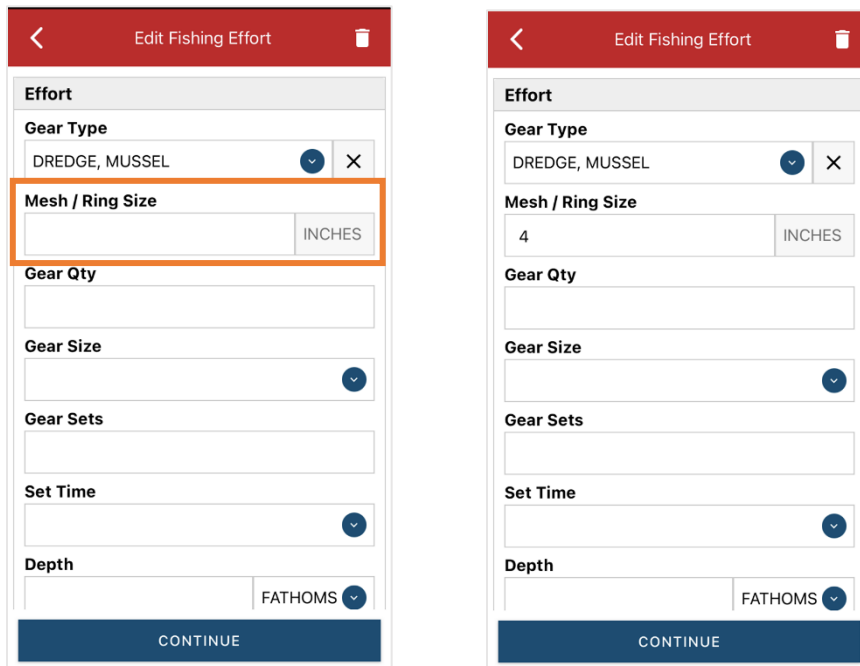 Edit Fishing Effort
Effort
Gear Type
DREDGE, MUSSEL
Mesh / Ring Size
INCHES
Gear Qty
Gear Size
Gear Sets
Set Time
Depth
FATHOMS
CONTINUE
Edit Fishing Effort
Effort
Gear Type
DREDGE, MUSSEL
Mesh / Ring Size
4 INCHES
Gear Qty
Gear Size
Gear Sets
Set Time
Depth
FATHOMS
CONTINUE